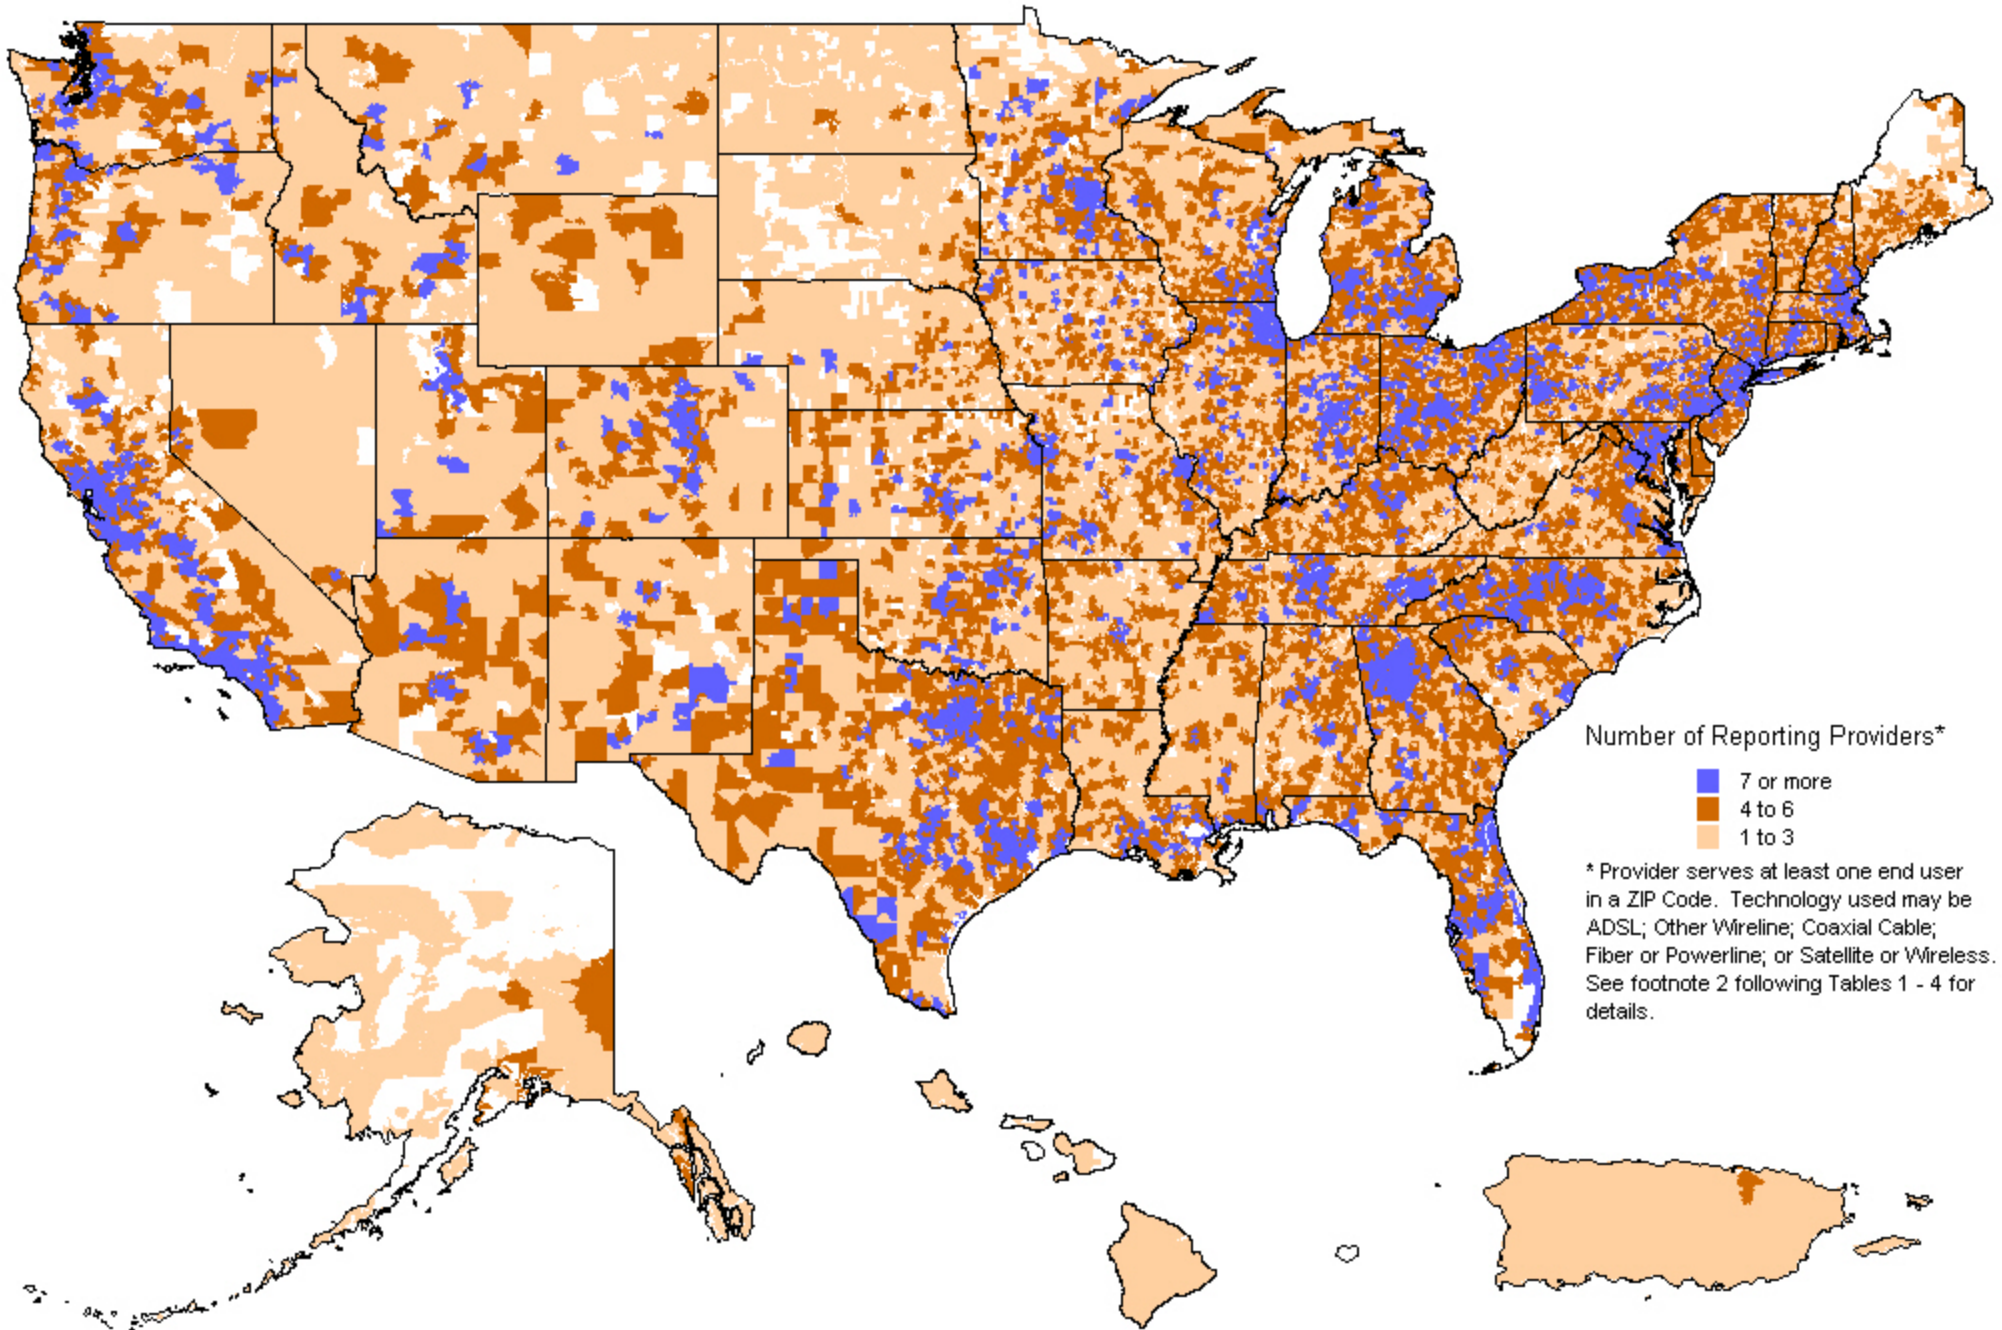 Number of Reporting Providers*
7 or more
4 to 6
1 to 3
* Provider serves at least one end user
in a ZIP Code. Technology used may be
ADSL; Other Wireline; Coaxial Cable;
Fiber or Powerline; or Satellite or Wireless.
See footnote 2 following Tables 1 - 4 for
details.